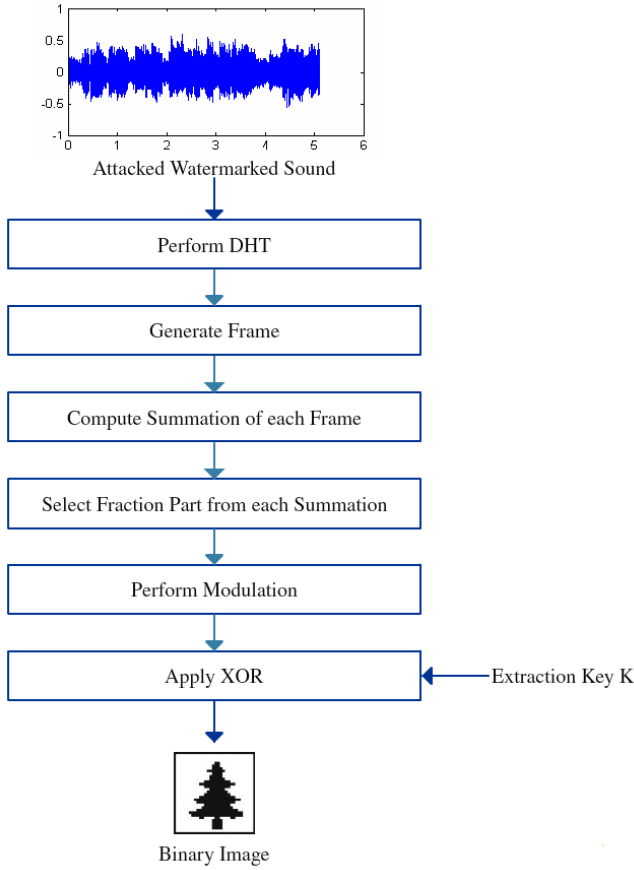 1
0.5
0
-0.5
-1
0 1 2 3 4 5 6
Attacked Watermarked Sound
Perform DHT
Generate Frame
Compute Summation of each Frame
Select Fraction Part from each Summation
Perform Modulation
Apply XOR
Extraction Key K
Binary Image